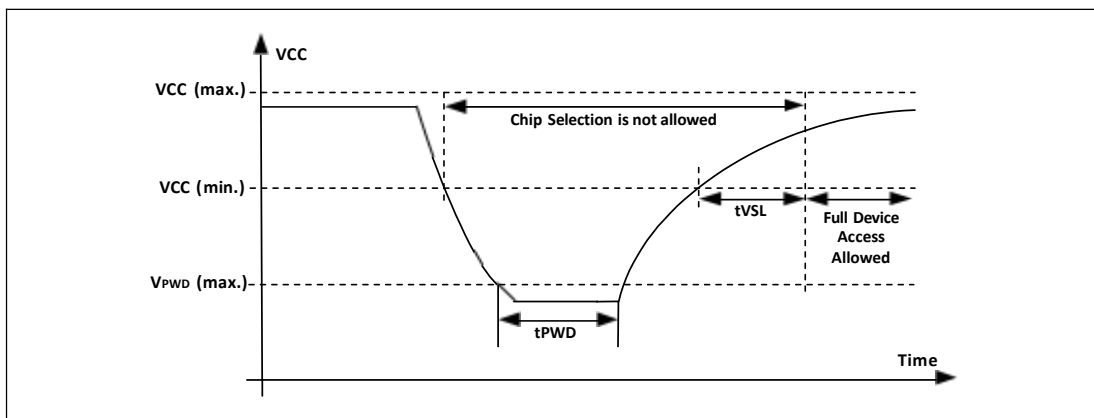 VCC
VCC (max.)
Chip Selection is not allowed
VCC (min.)
tVSL
Full Device
Access
Allowed
VPWD (max.)
tPWD
Time